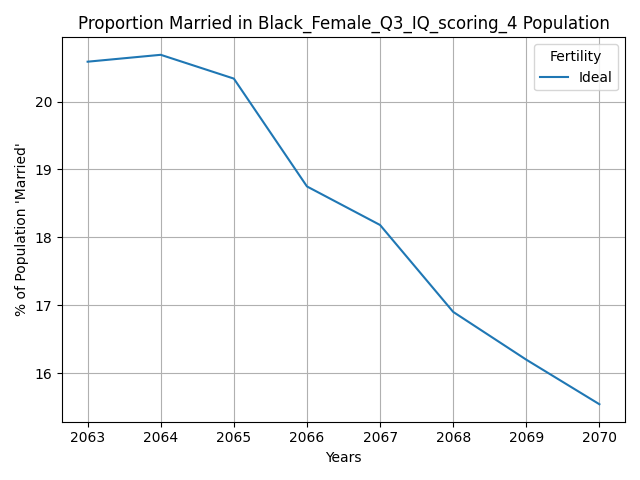 Proportion Married in Black_Female_Q3_IQ_scoring_4 Population
Fertility
Ideal
% of Population 'Married'
20
19
18
17
16
2063 2064 2065 2066 2067 2068 2069 2070
Years